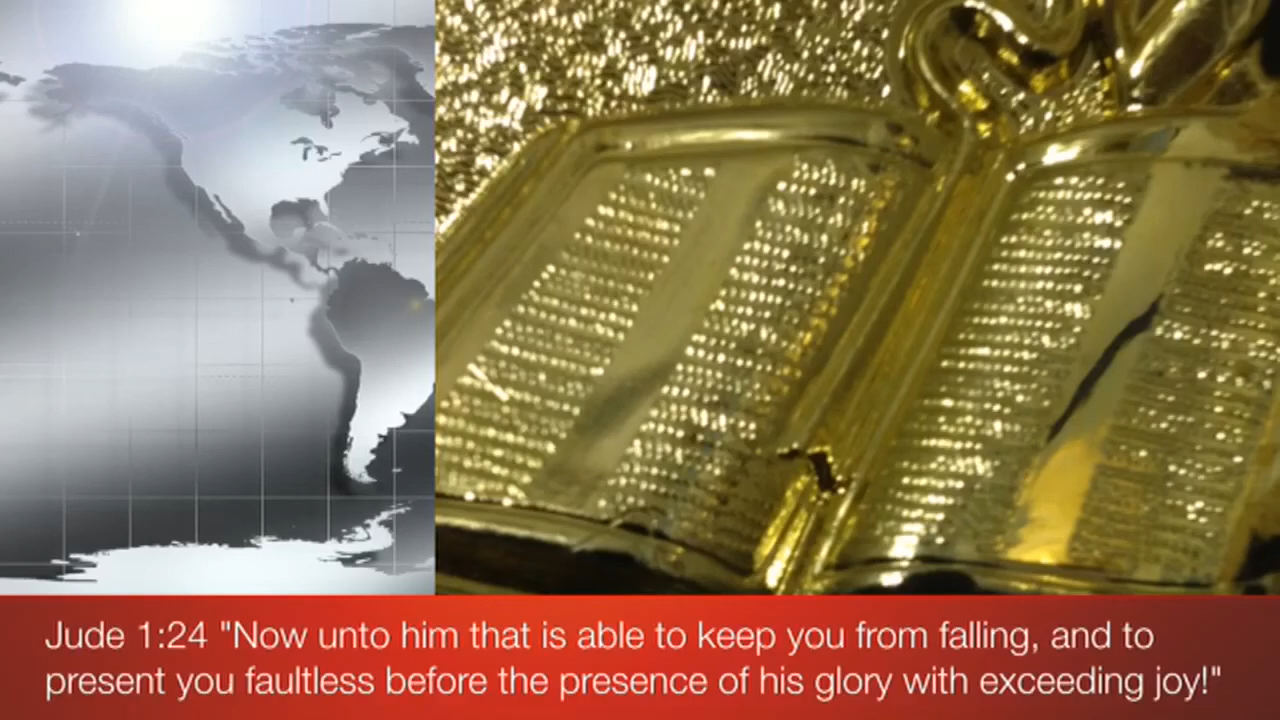 Jude 1:24 "Now unto him that is able to keep you from falling, and to
present you faultless before the presence of his glory with exceeding joy!"